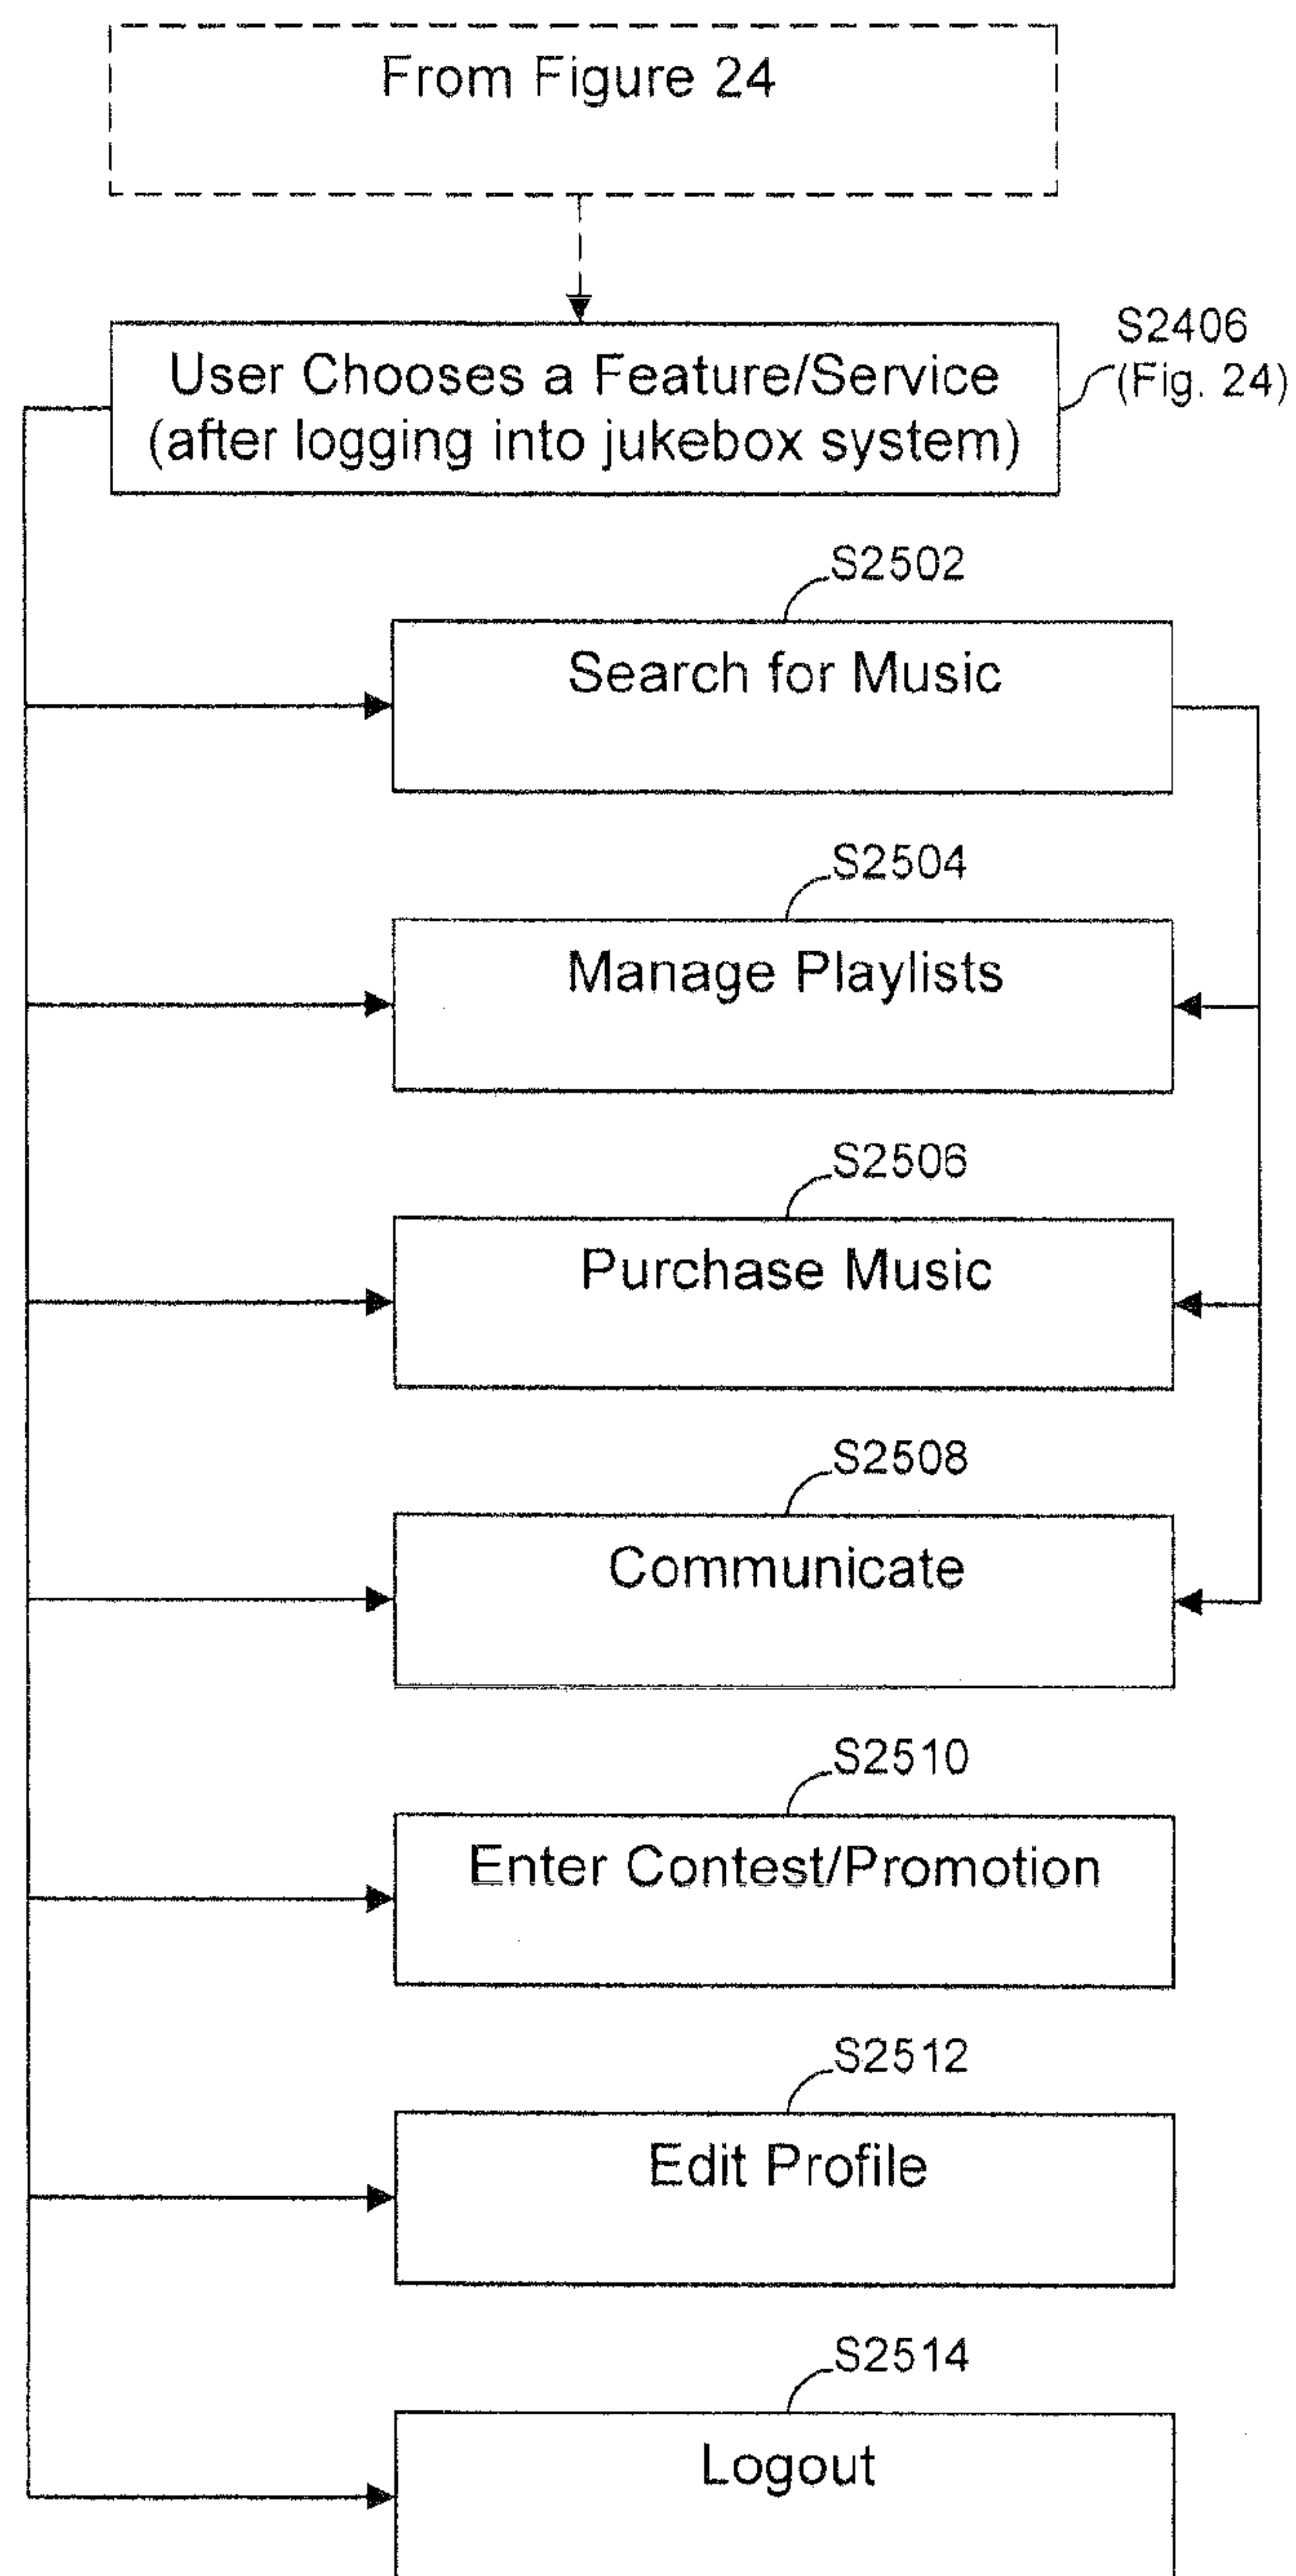 From Figure 24
User Chooses a Feature/Service
(after logging into jukebox system)
S2406
(Fig. 24)
S2502
Search for Music
S2504
Manage Playlists
S2506
Purchase Music
S2508
Communicate
S2510
Enter Contest/Promotion
S2512
Edit Profile
S2514
Logout